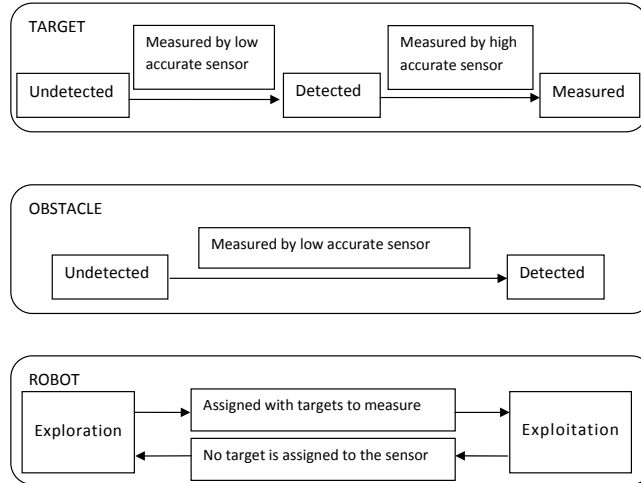 TARGET
Measured by low
accurate sensor
Measured by high
accurate sensor
Undetected
Detected
Measured
OBSTACLE
Measured by low accurate sensor
Undetected
Detected
ROBOT
Exploration
Assigned with targets to measure
No target is assigned to the sensor
Exploitation